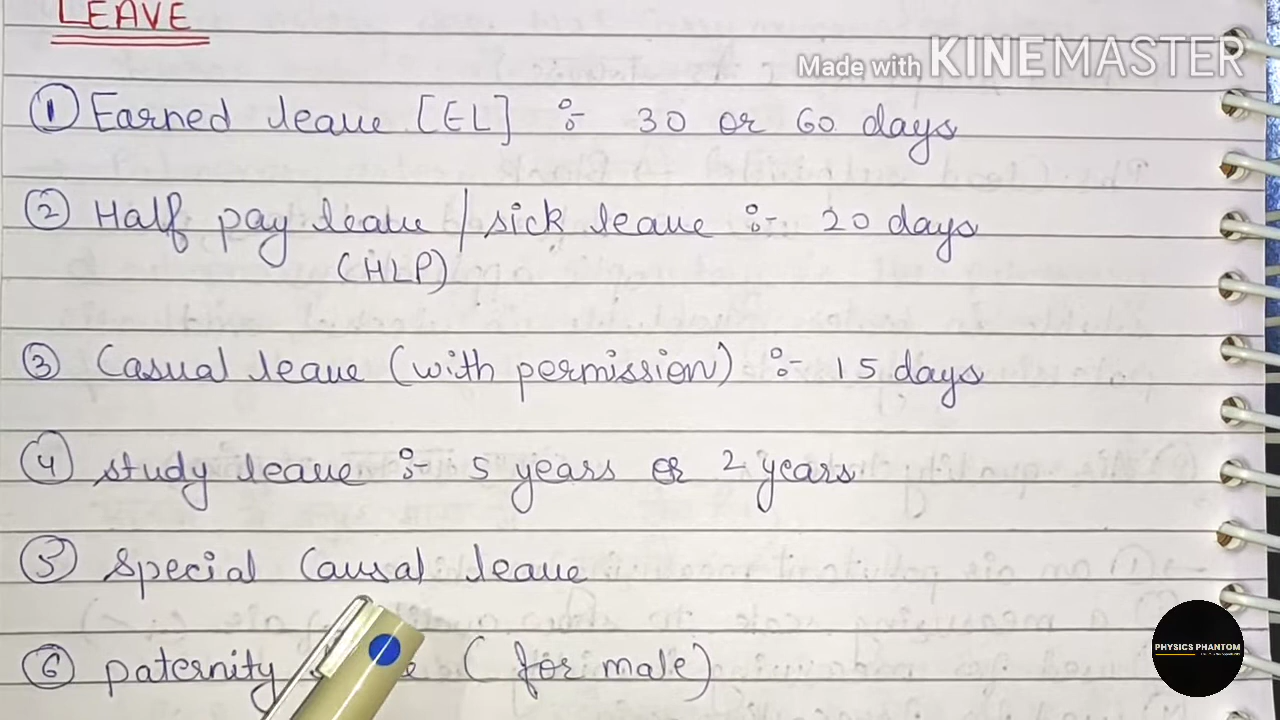 LEAVE
Made with KINEMASTER
① Earned leave [EL] :- 30 or 60 days
② Half pay leave / sick leave :- 20 days
(HLP)
③ Casual leave (with permission) :- 15 days
④ study leave :- 5 years or 2 years
⑤ special Causal leave
⑥ paternity (for male)
PHYSICS PHANTOM